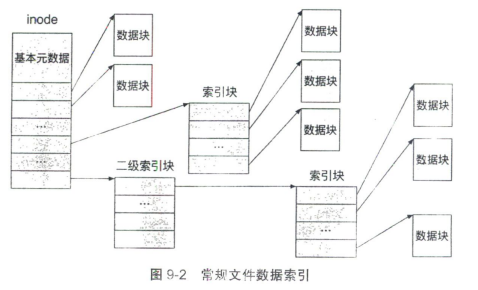 inode
基本元数据
...
...
数据块
数据块
索引块
...
数据块
数据块
数据块
二级索引块
...
索引块
...
数据块
数据块
数据块
图 9-2 常规文件数据索引